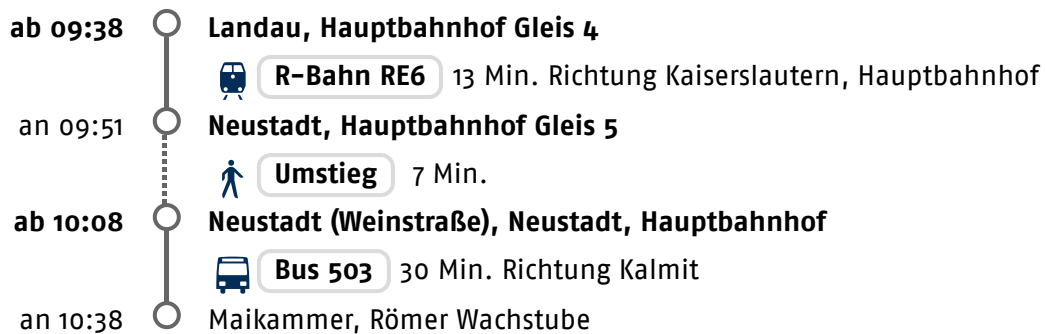 ab 09:38 Landau, Hauptbahnhof Gleis 4
R-Bahn RE6 13 Min. Richtung Kaiserslautern, Hauptbahnhof
an 09:51 Neustadt, Hauptbahnhof Gleis 5
Umstieg 7 Min.
ab 10:08 Neustadt (Weinstraße), Neustadt, Hauptbahnhof
Bus 503 30 Min. Richtung Kalmit
an 10:38 Maikammer, Römer Wachstube